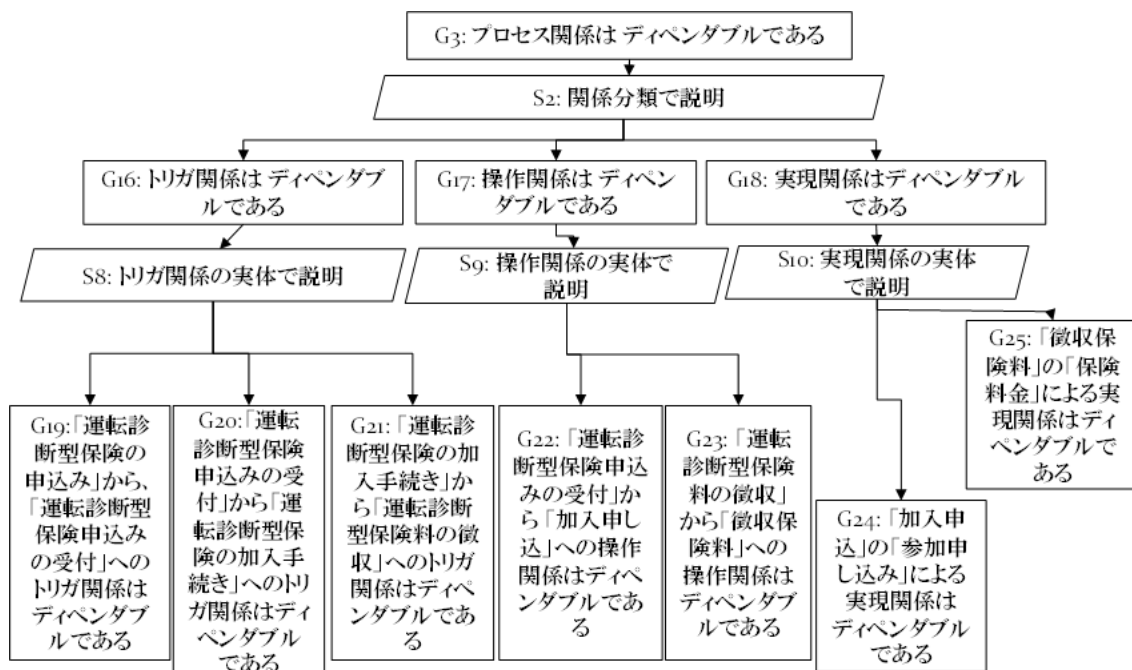 G3: プロセス関係は ディペンダブルである
S2: 関係分類で説明
G16: トリガ関係は ディペンダブ
ルである
G17: 操作関係は ディペン
ダブルである
G18: 実現関係はディペンダブル
である
S8: トリガ関係の実体で説明
S9: 操作関係の実体で
説明
S10: 実現関係の実体
で説明
G19:「運転診
断型保険の
申込み」から、
「運転診断型
保険申込み
の受付」への
トリガ関係は
ディペンダブ
ルである
G20:「運転
診断型保険
申込みの受
付」から「運
転診断型保
険の加入手
続き」へのトリ
ガ関係はディ
ペンダブル
である
G21:「運転診
断型保険の加
入手続き」か
ら「運転診断
型保険料の徴
収」へのトリガ
関係はディペ
ンダブルであ
る
G22:「運転診
断型保険申込
みの受付」か
ら「加入申し
込」への操作
関係はディペ
ンダブルであ
る
G23:「運転
診断型保険
料の徴収」
から「徴収保
険料」への
操作関係は
ディペンダブ
ルである
G24:「加入申
込」の「参加申
し込み」による
実現関係は
ディペンダブル
である
G25:「徴収保
険料」の「保険
料金」による実
現関係はディ
ペンダブルで
ある